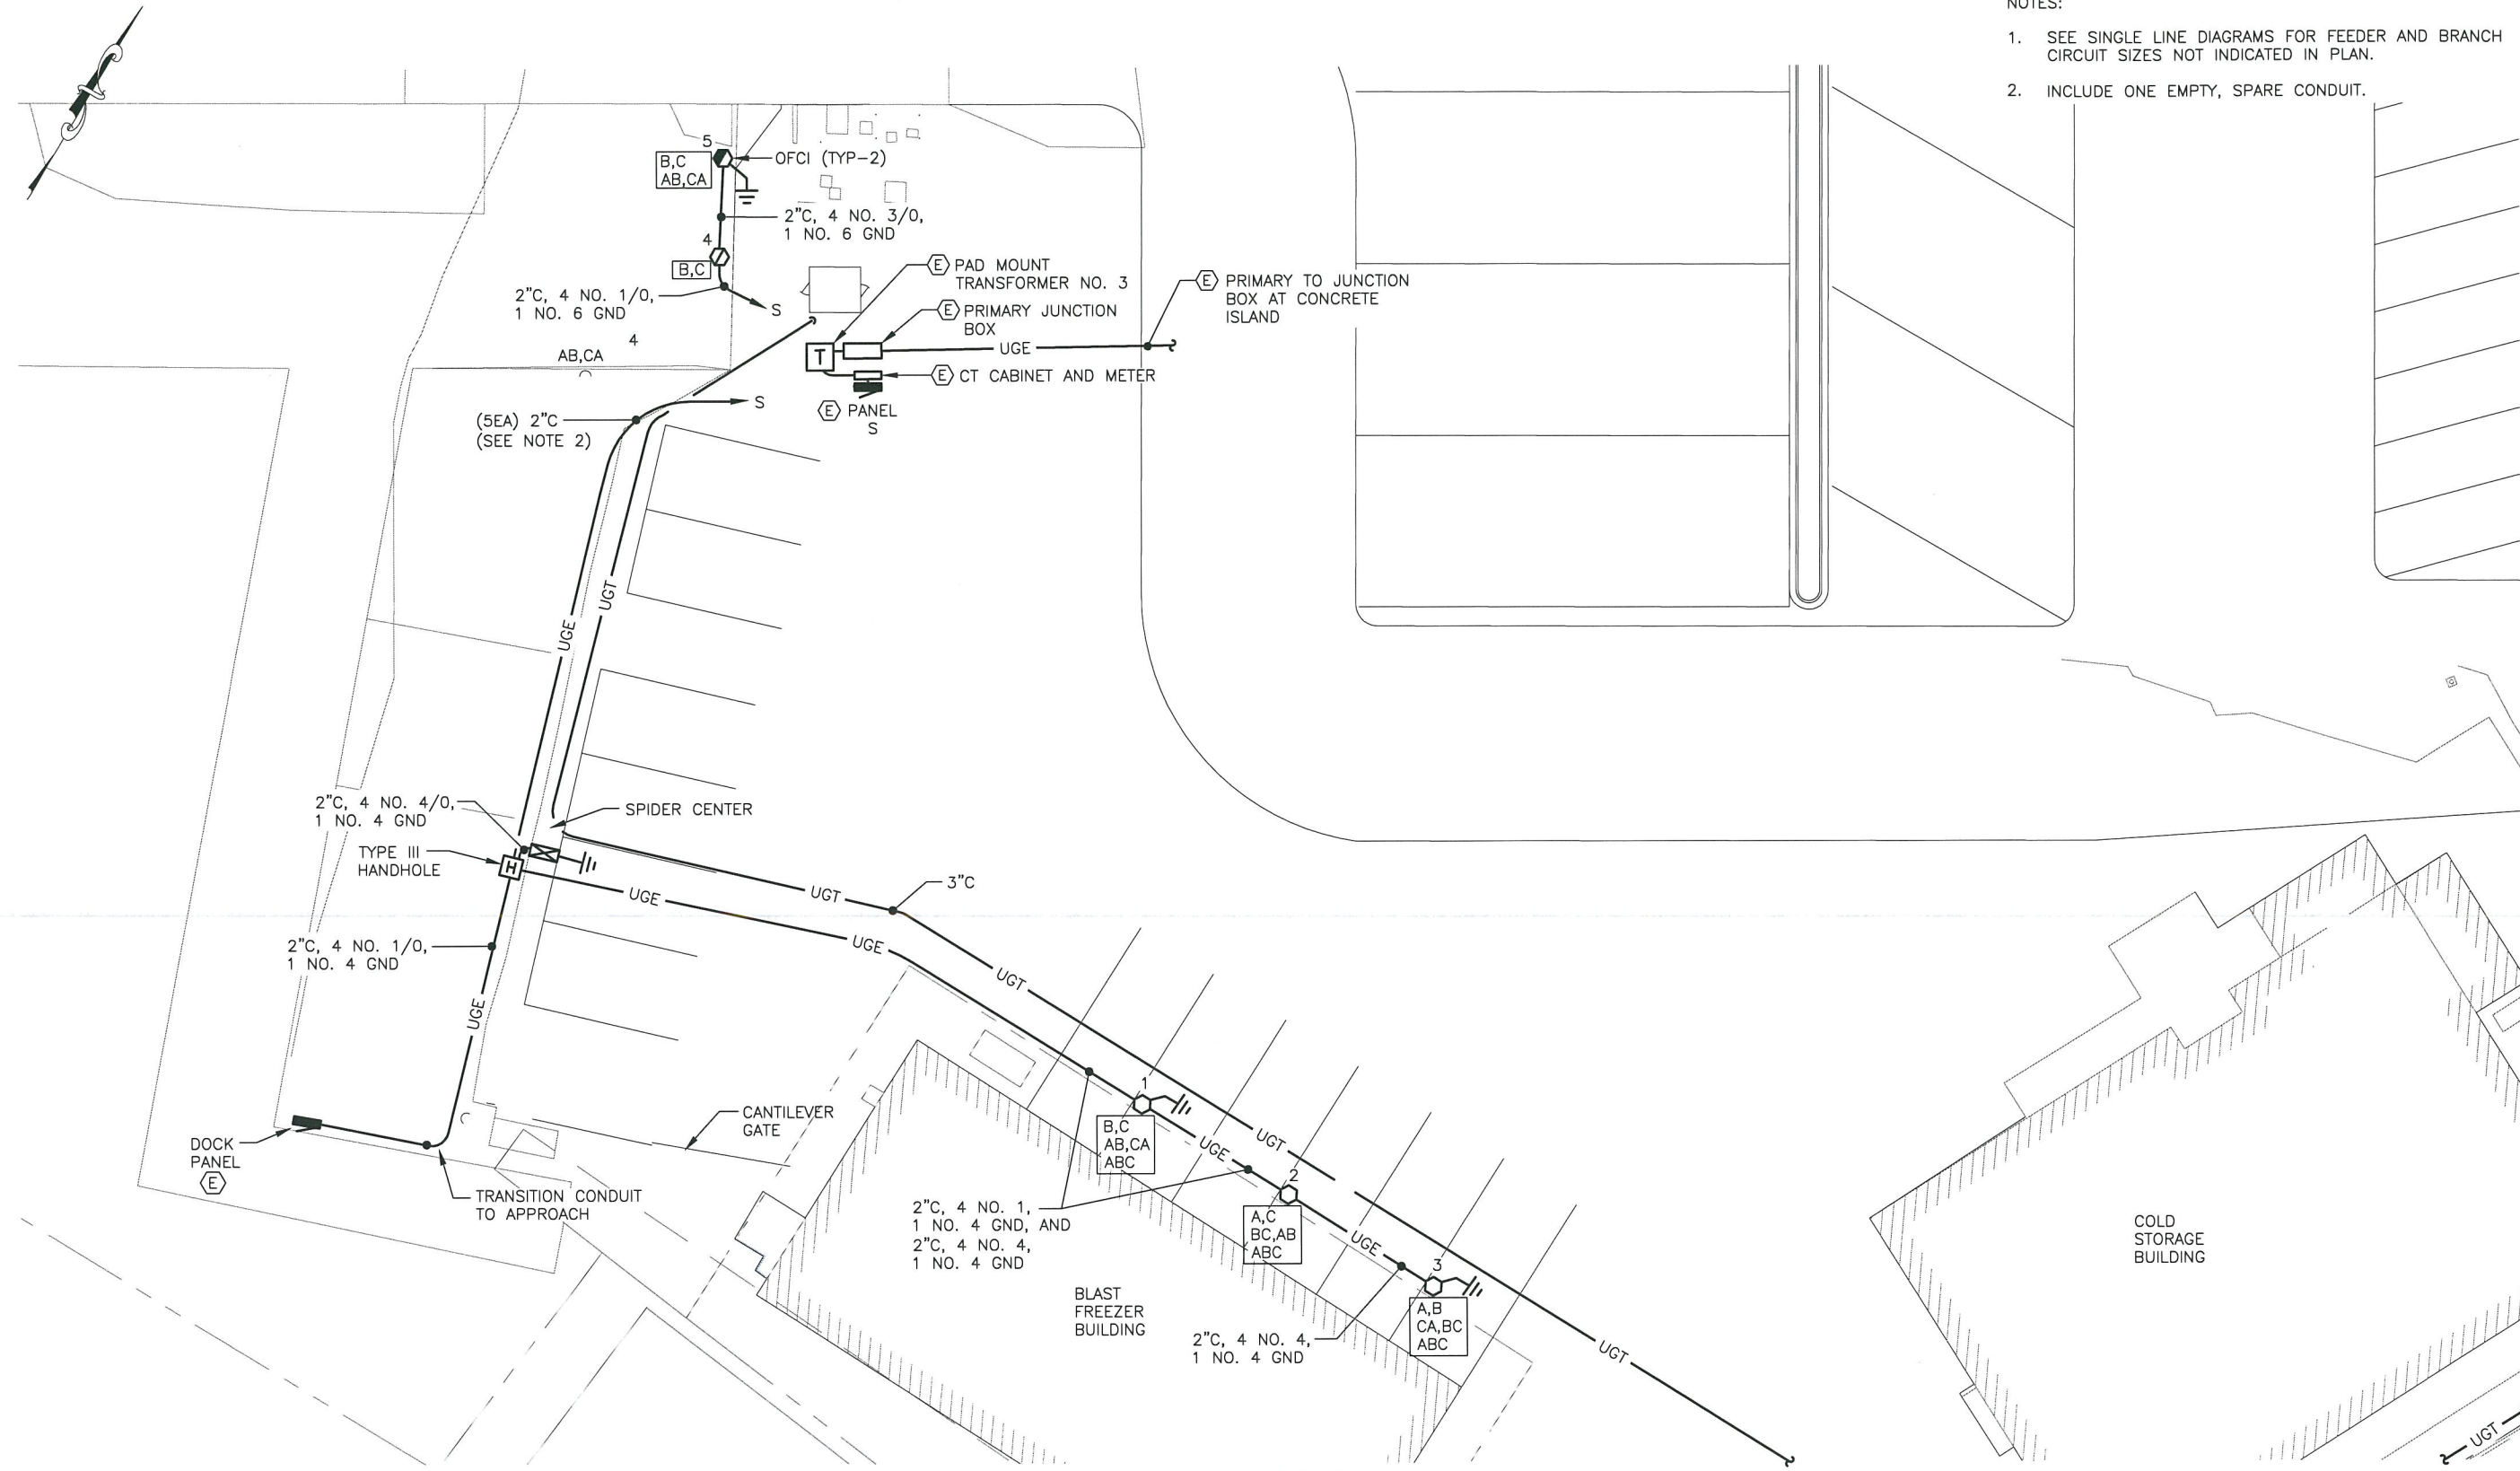 NOTES:
1. SEE SINGLE LINE DIAGRAMS FOR FEEDER AND BRANCH
CIRCUIT SIZES NOT INDICATED IN PLAN.
2. INCLUDE ONE EMPTY, SPARE CONDUIT.
5
B,C
AB,CA
OFCI (TYP-2)
2"C, 4 NO. 3/0,
1 NO. 6 GND
4
B,C
2"C, 4 NO. 1/0,
1 NO. 6 GND
S
4
AB,CA
E PAD MOUNT
TRANSFORMER NO. 3
E PRIMARY JUNCTION
BOX
E PRIMARY TO JUNCTION
BOX AT CONCRETE
ISLAND
T
UGE
E CT CABINET AND METER
E PANEL
S
S
(5EA) 2"C
(SEE NOTE 2)
UGT
UGE
2"C, 4 NO. 4/0,
1 NO. 4 GND
SPIDER CENTER
TYPE III
HANDHOLE
H
UGE
UGT
3"C
UGE
2"C, 4 NO. 1/0,
1 NO. 4 GND
UGE
UGT
DOCK
PANEL
E
CANTILEVER
GATE
TRANSITION CONDUIT
TO APPROACH
1
B,C
AB,CA
ABC
UGE
UGT
2
A,C
BC,AB
ABC
2"C, 4 NO. 1,
1 NO. 4 GND, AND
2"C, 4 NO. 4,
1 NO. 4 GND
UGE
3
A,B
CA,BC
ABC
BLAST
FREEZER
BUILDING
2"C, 4 NO. 4,
1 NO. 4 GND
UGT
COLD
STORAGE
BUILDING
UGT